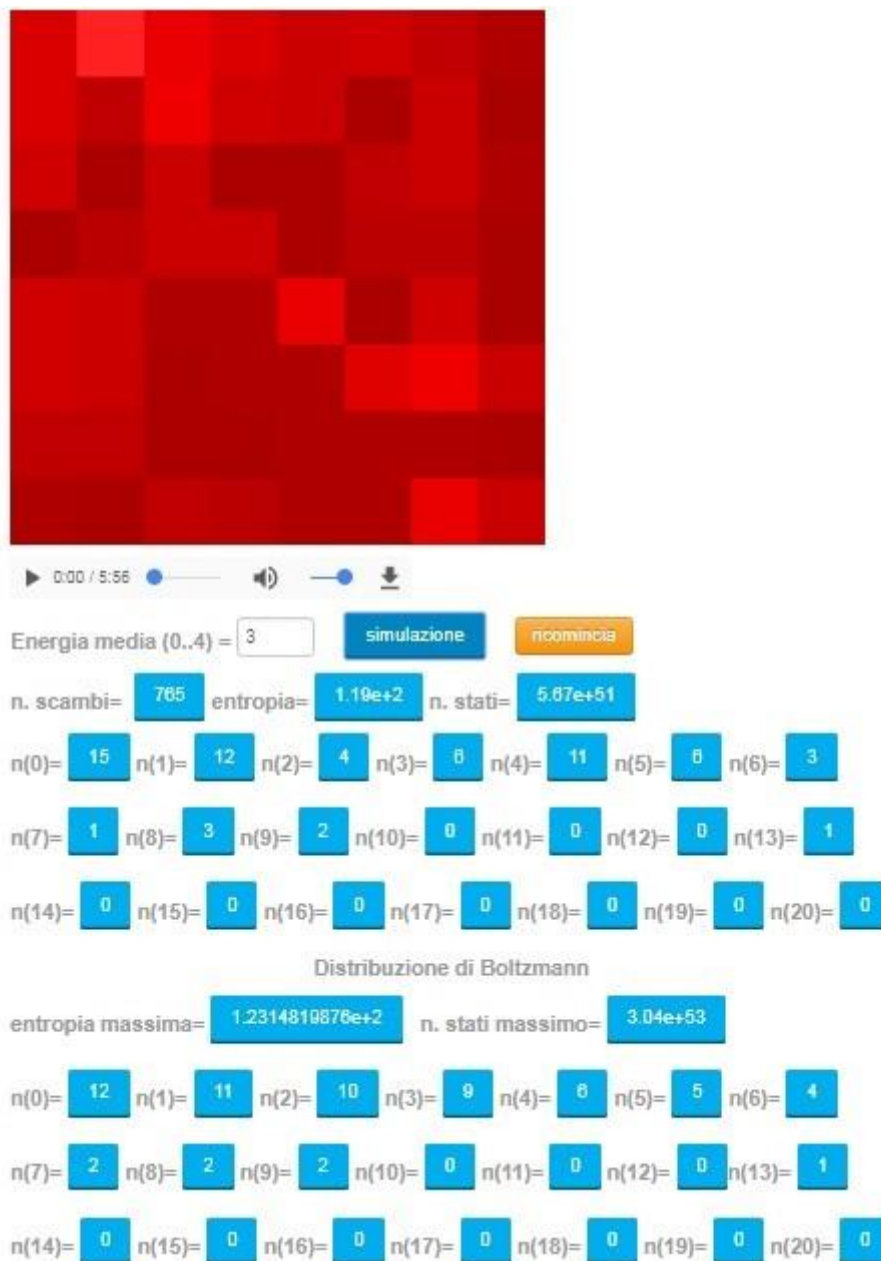 0:00 / 5:56
Energia media (0..4) = 3 simulazione ricomincia
n. scambi= 765 entropia= 1.19e+2 n. stati= 5.67e+51
n(0)= 15 n(1)= 12 n(2)= 4 n(3)= 6 n(4)= 11 n(5)= 6 n(6)= 3
n(7)= 1 n(8)= 3 n(9)= 2 n(10)= 0 n(11)= 0 n(12)= 0 n(13)= 1
n(14)= 0 n(15)= 0 n(16)= 0 n(17)= 0 n(18)= 0 n(19)= 0 n(20)= 0
Distribuzione di Boltzmann
entropia massima= 1.2314819876e+2 n. stati massimo= 3.04e+53
n(0)= 12 n(1)= 11 n(2)= 10 n(3)= 9 n(4)= 6 n(5)= 5 n(6)= 4
n(7)= 2 n(8)= 2 n(9)= 2 n(10)= 0 n(11)= 0 n(12)= 0 n(13)= 1
n(14)= 0 n(15)= 0 n(16)= 0 n(17)= 0 n(18)= 0 n(19)= 0 n(20)= 0